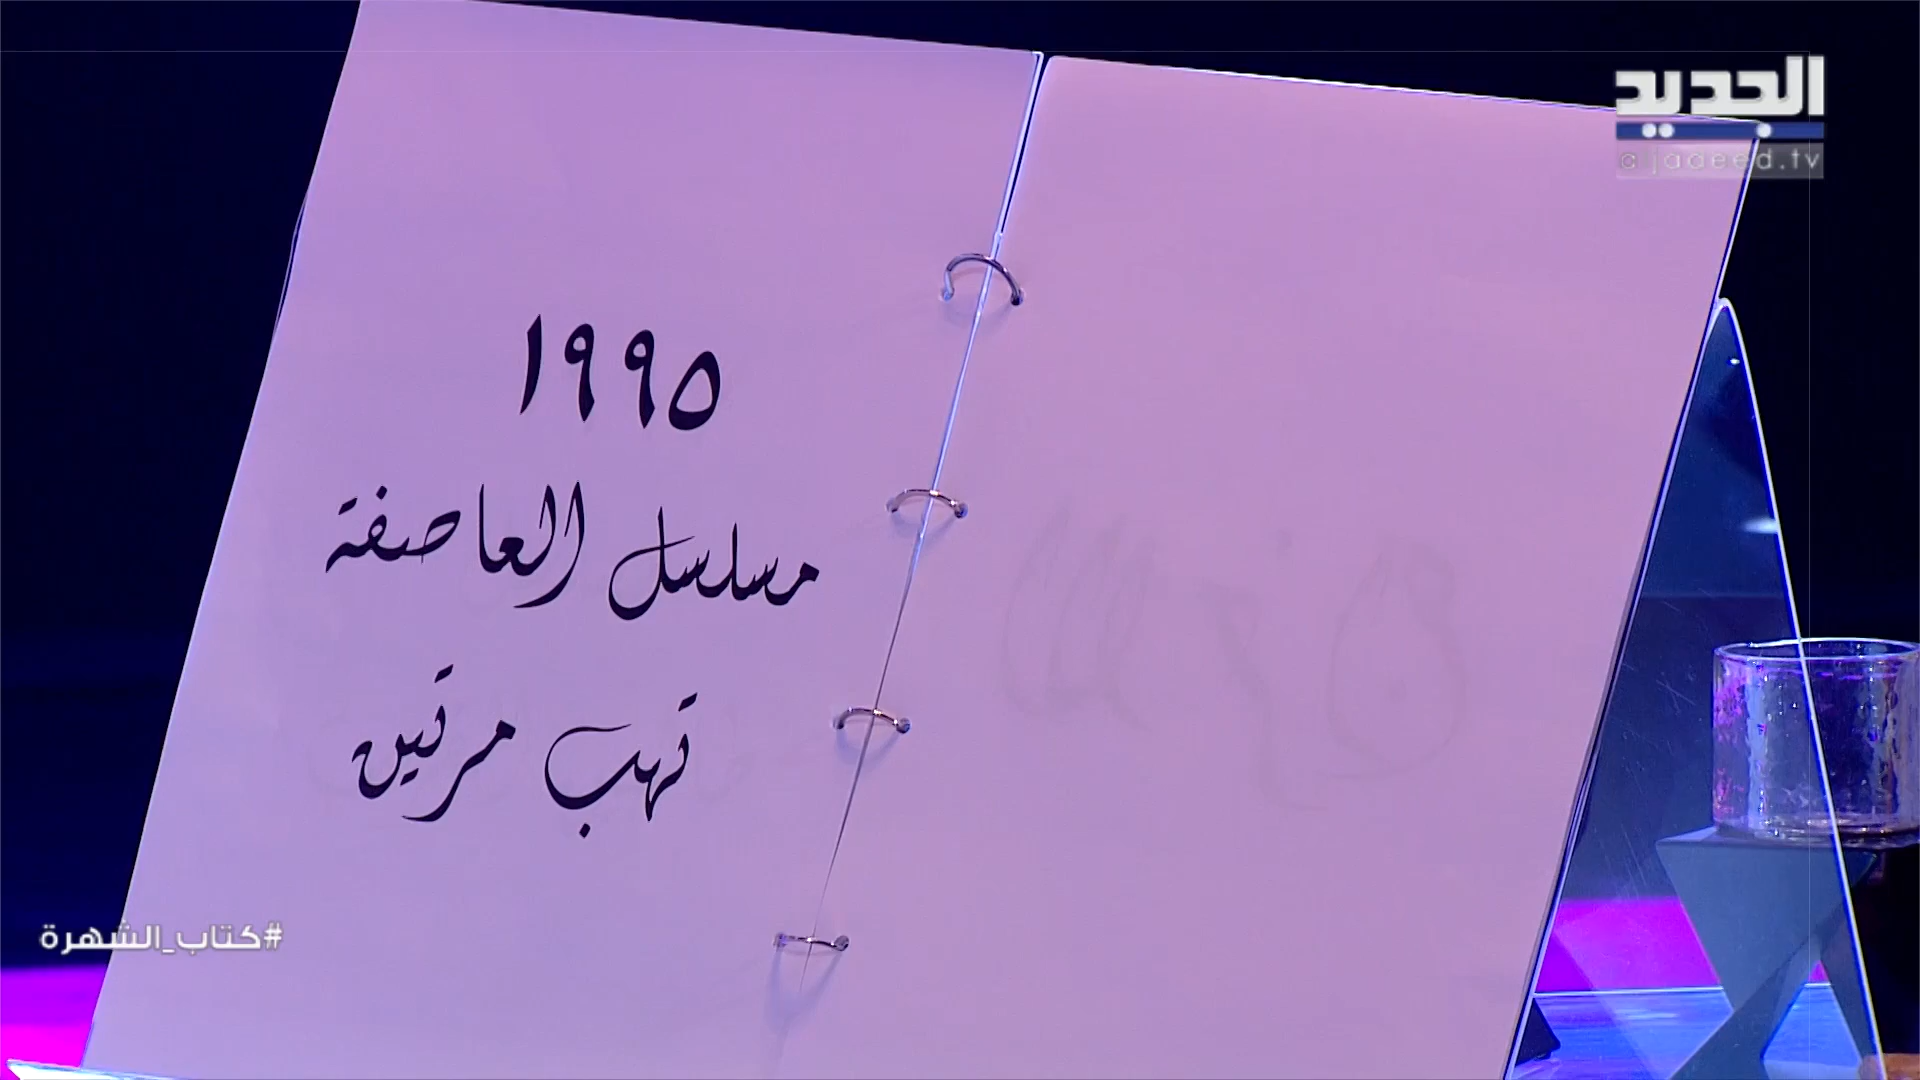 الجديد
aljadeed.tv
١٩٩٥
مسلسل العاصفة
تهب مرتين
#كتاب_الشهرة